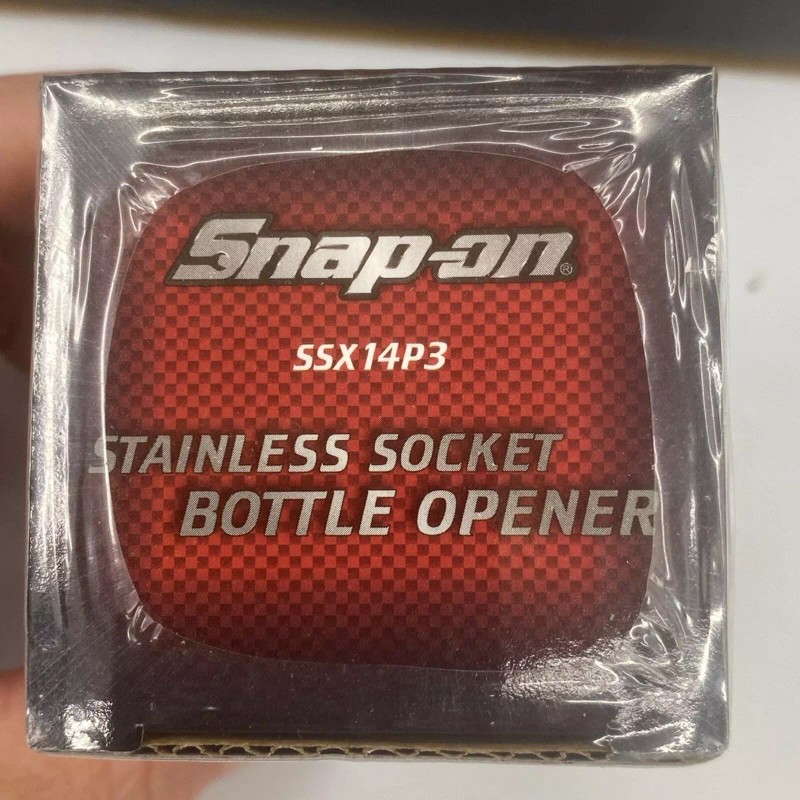 Snap-on®
SSX14P3
STAINLESS SOCKET
BOTTLE OPENER